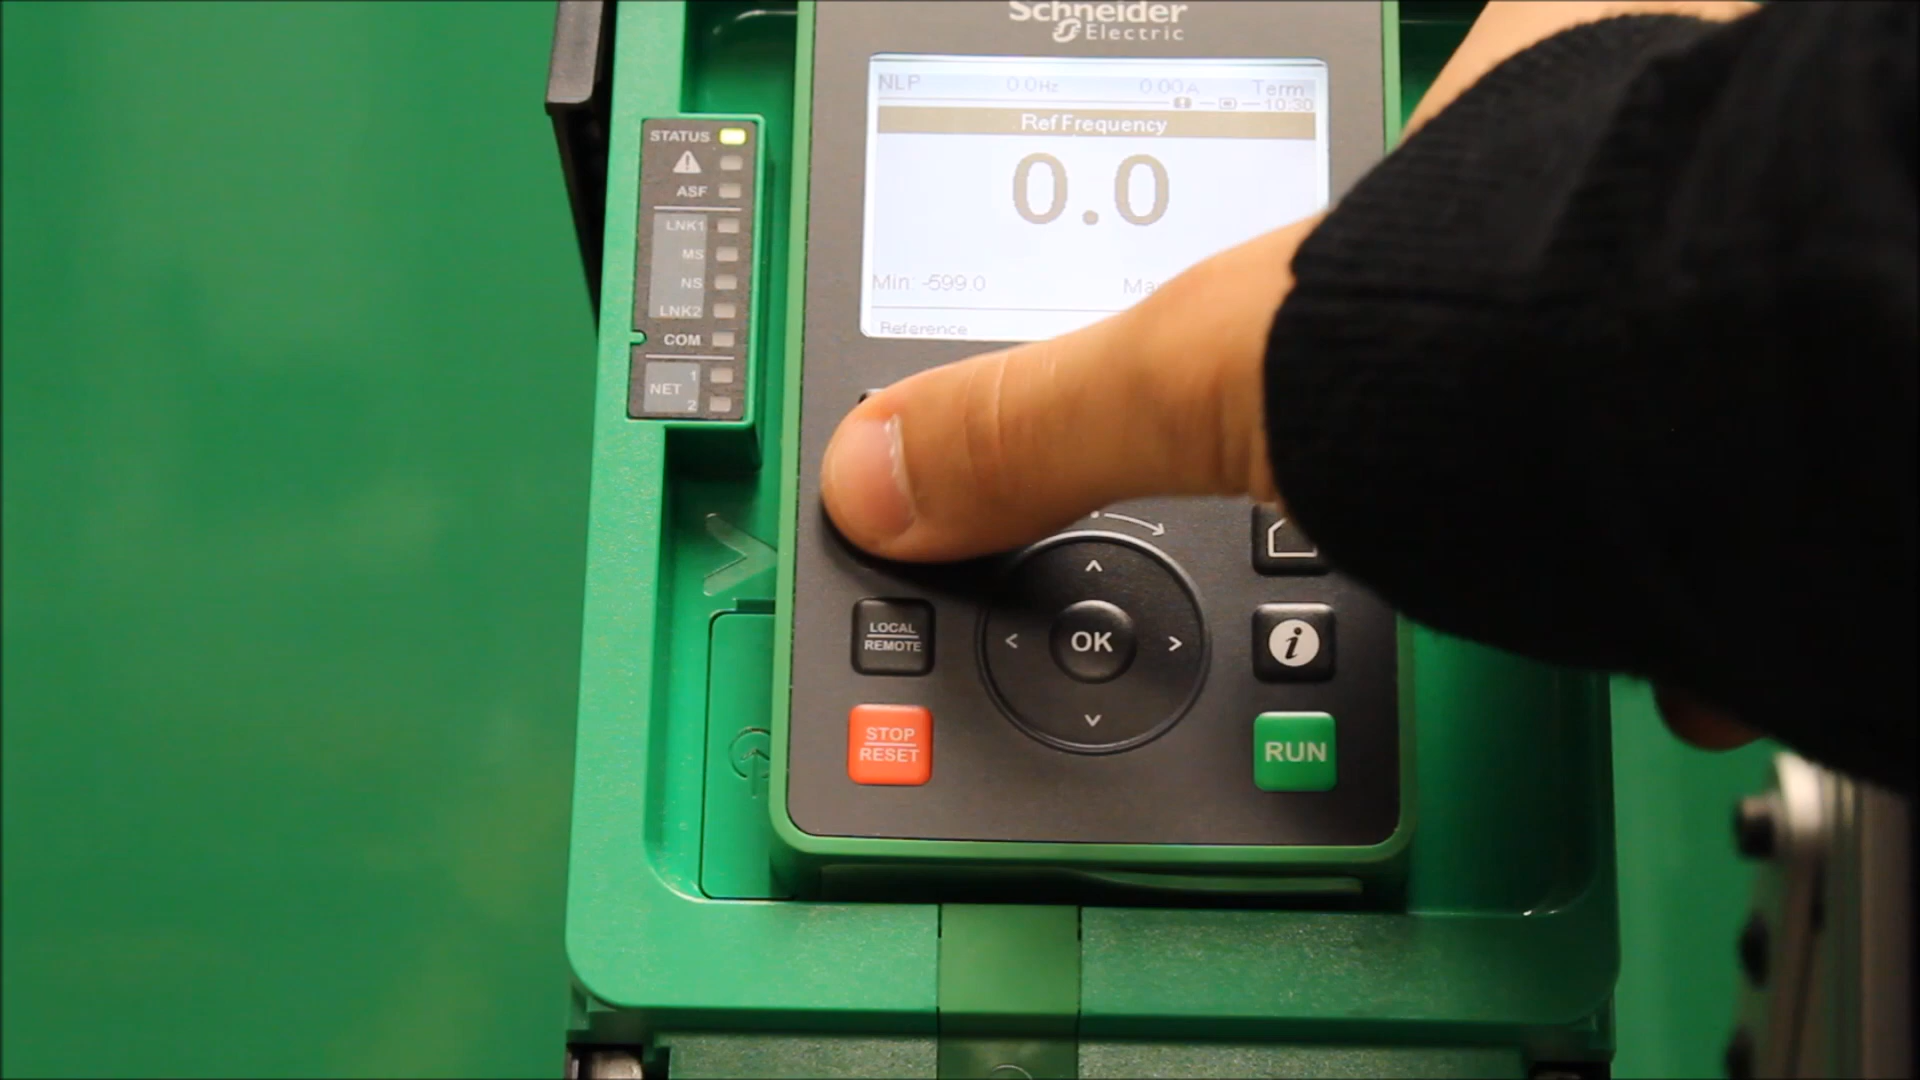 Schneider
Electric
NLP 0.0Hz 0.00A Term
10:30
Ref Frequency
0.0
Min: -599.0
Reference
STATUS
ASF
LNK1
MS
NS
LNK2
COM
NET 1
2
LOCAL
REMOTE
OK
i
STOP
RESET
RUN